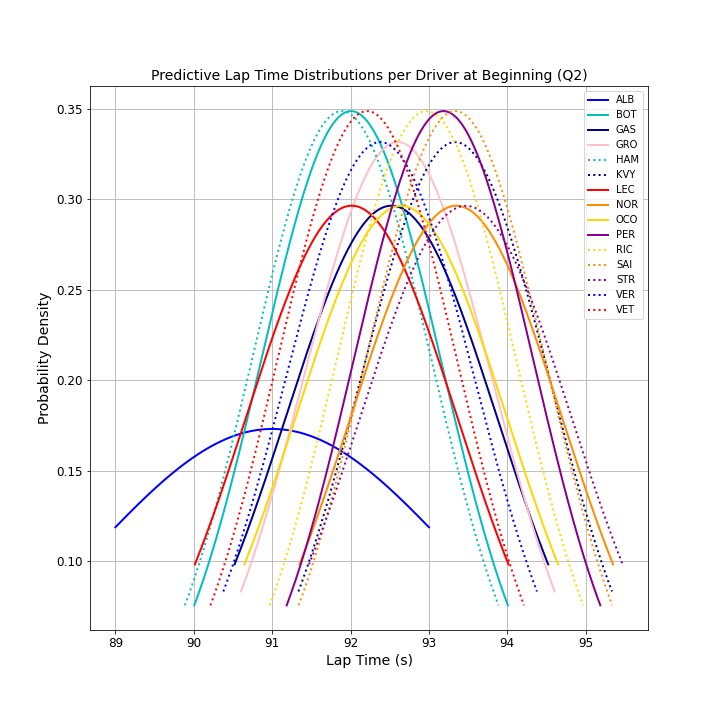 Predictive Lap Time Distributions per Driver at Beginning (Q2)
ALB
BOT
GAS
GRO
HAM
KVY
LEC
NOR
OCO
PER
RIC
SAI
STR
VER
VET
Probability Density
0.35
0.30
0.25
0.20
0.15
0.10
89 90 91 92 93 94 95
Lap Time (s)